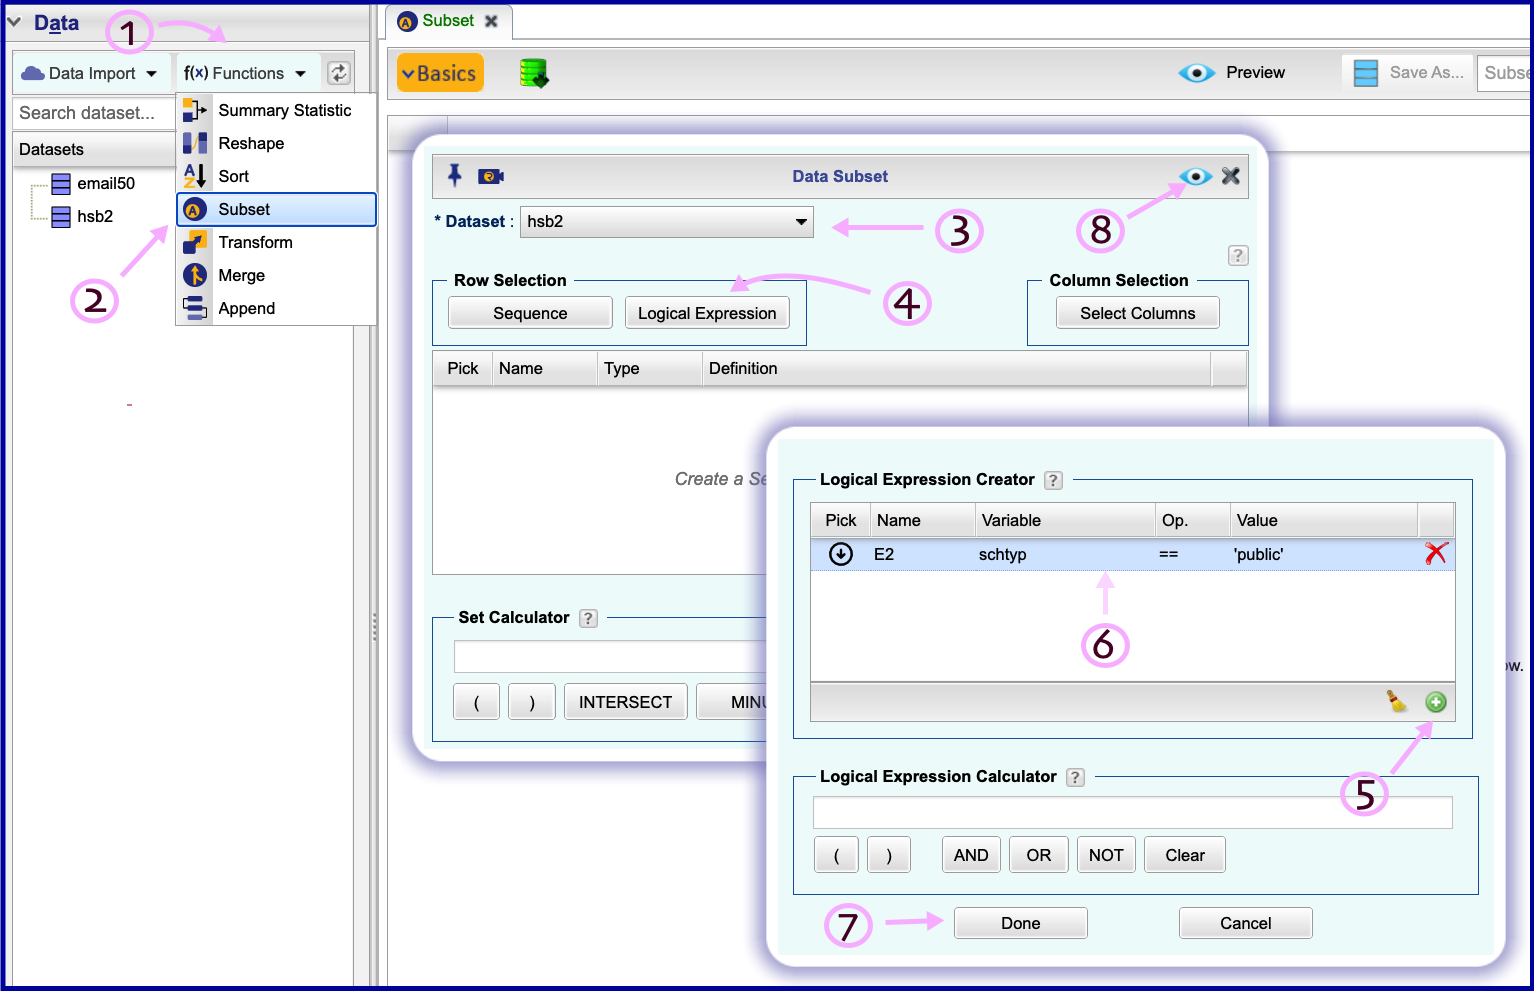 Data
1
Data Import
f(x) Functions
Search dataset...
Datasets
email50
hsb2
Summary Statistic
Reshape
Sort
Subset
Transform
Merge
Append
2
Subset
Basics
Preview
Save As...
Subse
Data Subset
8
* Dataset :
hsb2
3
?
Row Selection
Sequence
Logical Expression
4
Column Selection
Select Columns
Pick Name Type Definition
Create a Se
Set Calculator ?
( ) INTERSECT MINU
Logical Expression Creator ?
Pick Name Variable Op. Value
E2 schtyp == 'public'
6
ow.
5
Logical Expression Calculator ?
( ) AND OR NOT Clear
7
Done Cancel